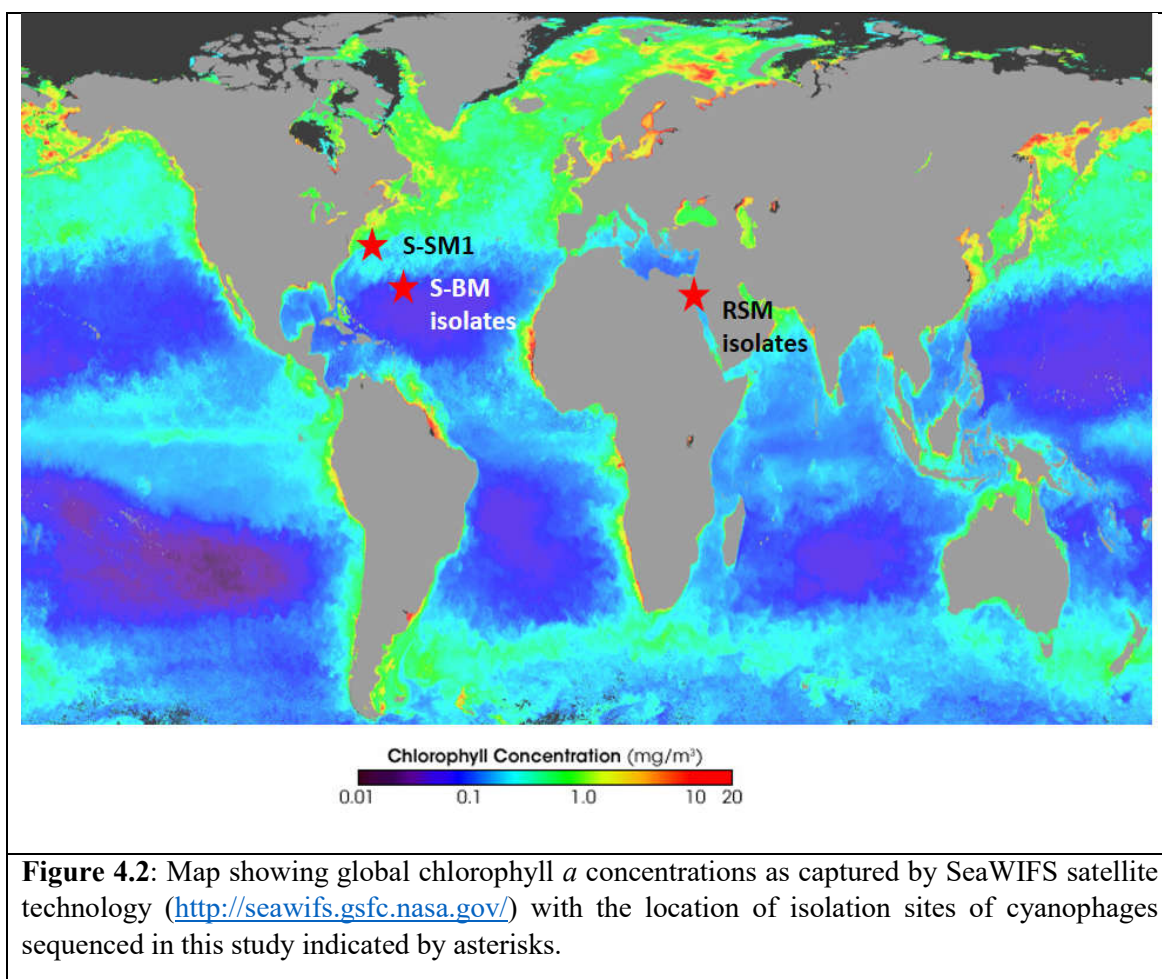 S-SM1
S-BM
isolates
RSM
isolates
Chlorophyll Concentration (mg/m³)
0.01 0.1 1.0 10 20
Figure 4.2: Map showing global chlorophyll a concentrations as captured by SeaWIFS satellite
technology (http://seawifs.gsfc.nasa.gov/) with the location of isolation sites of cyanophages
sequenced in this study indicated by asterisks.